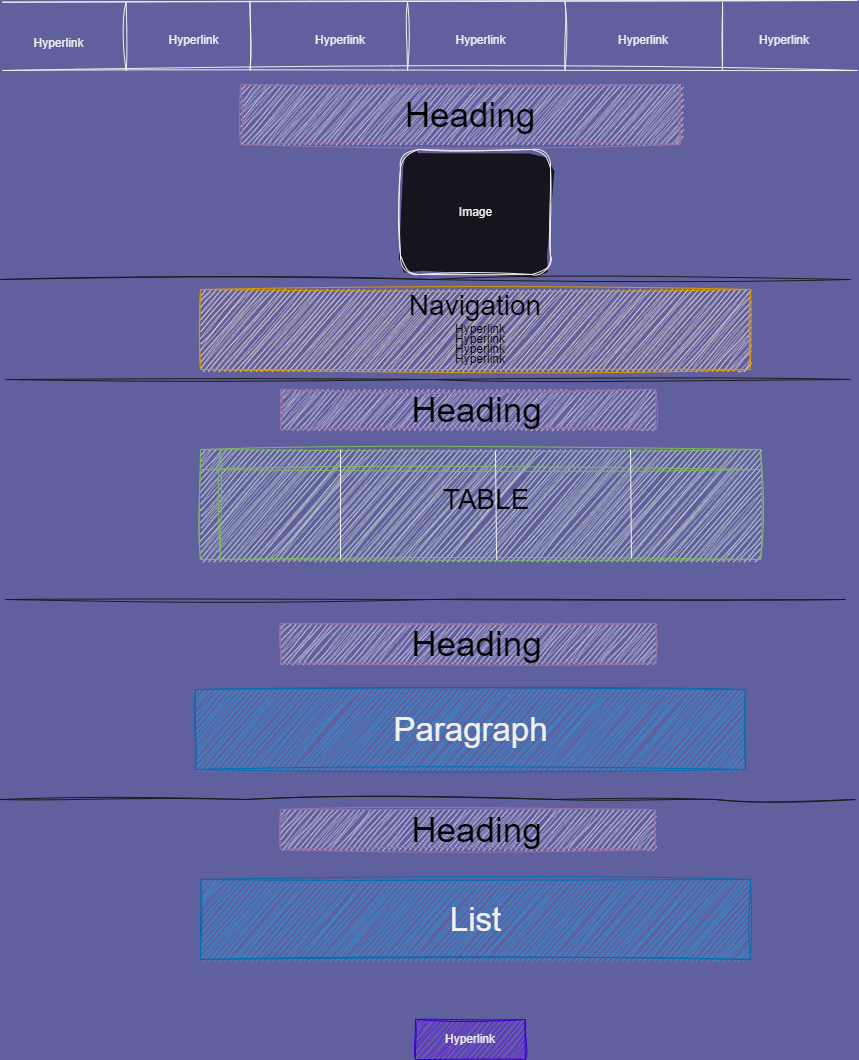 Hyperlink
Hyperlink
Hyperlink
Hyperlink
Hyperlink
Hyperlink
Heading
Image
Navigation
Hyperlink
Hyperlink
Hyperlink
Hyperlink
Heading
TABLE
Heading
Paragraph
Heading
List
Hyperlink